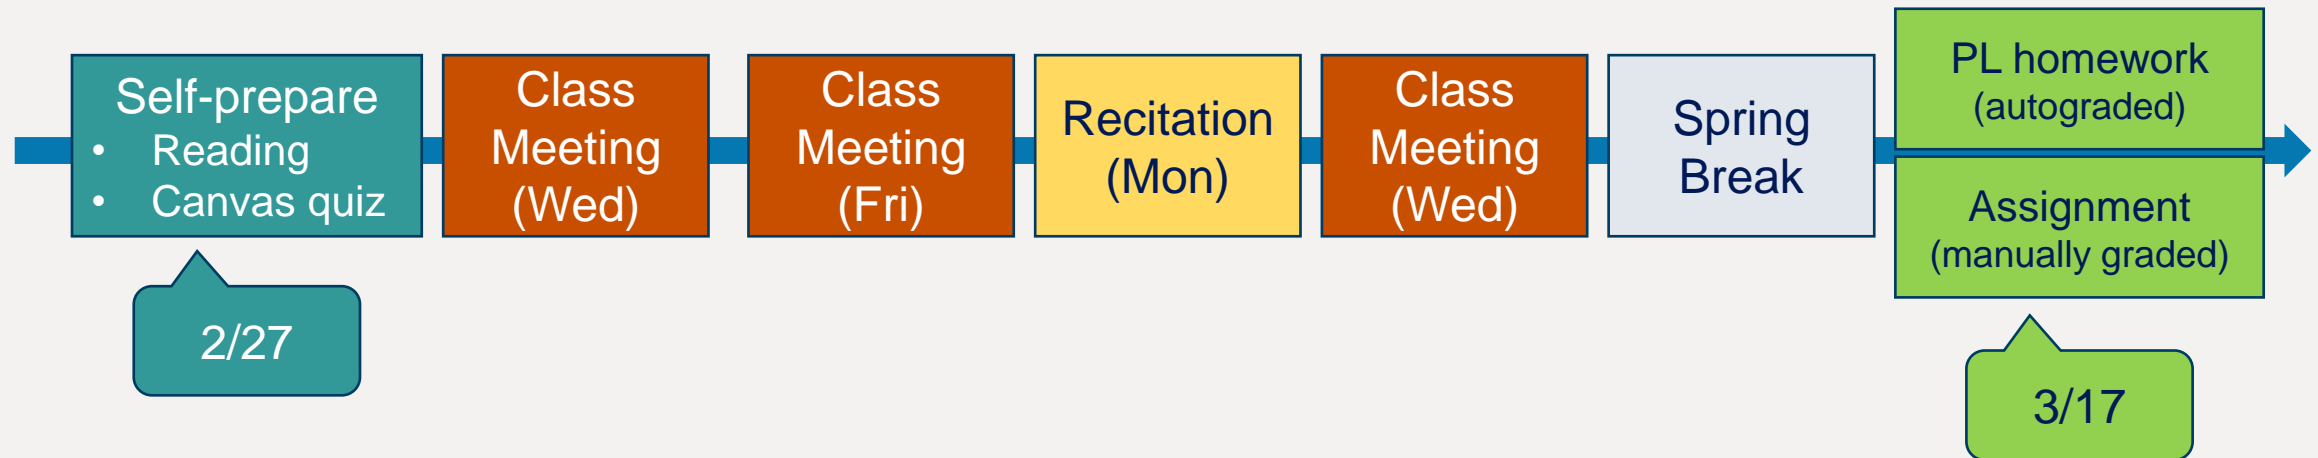 Self-prepare
• Reading
• Canvas quiz
2/27
Class
Meeting
(Wed)
Class
Meeting
(Fri)
Recitation
(Mon)
Class
Meeting
(Wed)
Spring
Break
PL homework
(autograded)
Assignment
(manually graded)
3/17